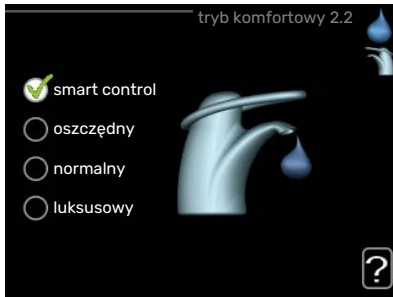 tryb komfortowy 2.2
smart control
oszczędny
normalny
luksusowy
?